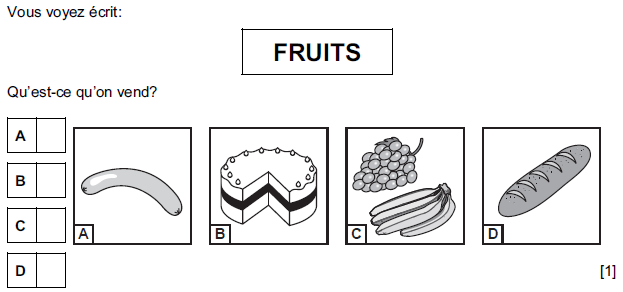 Vous voyez écrit:
FRUITS
Qu'est-ce qu'on vend?
A
B
C
D
A
B
C
D
[1]